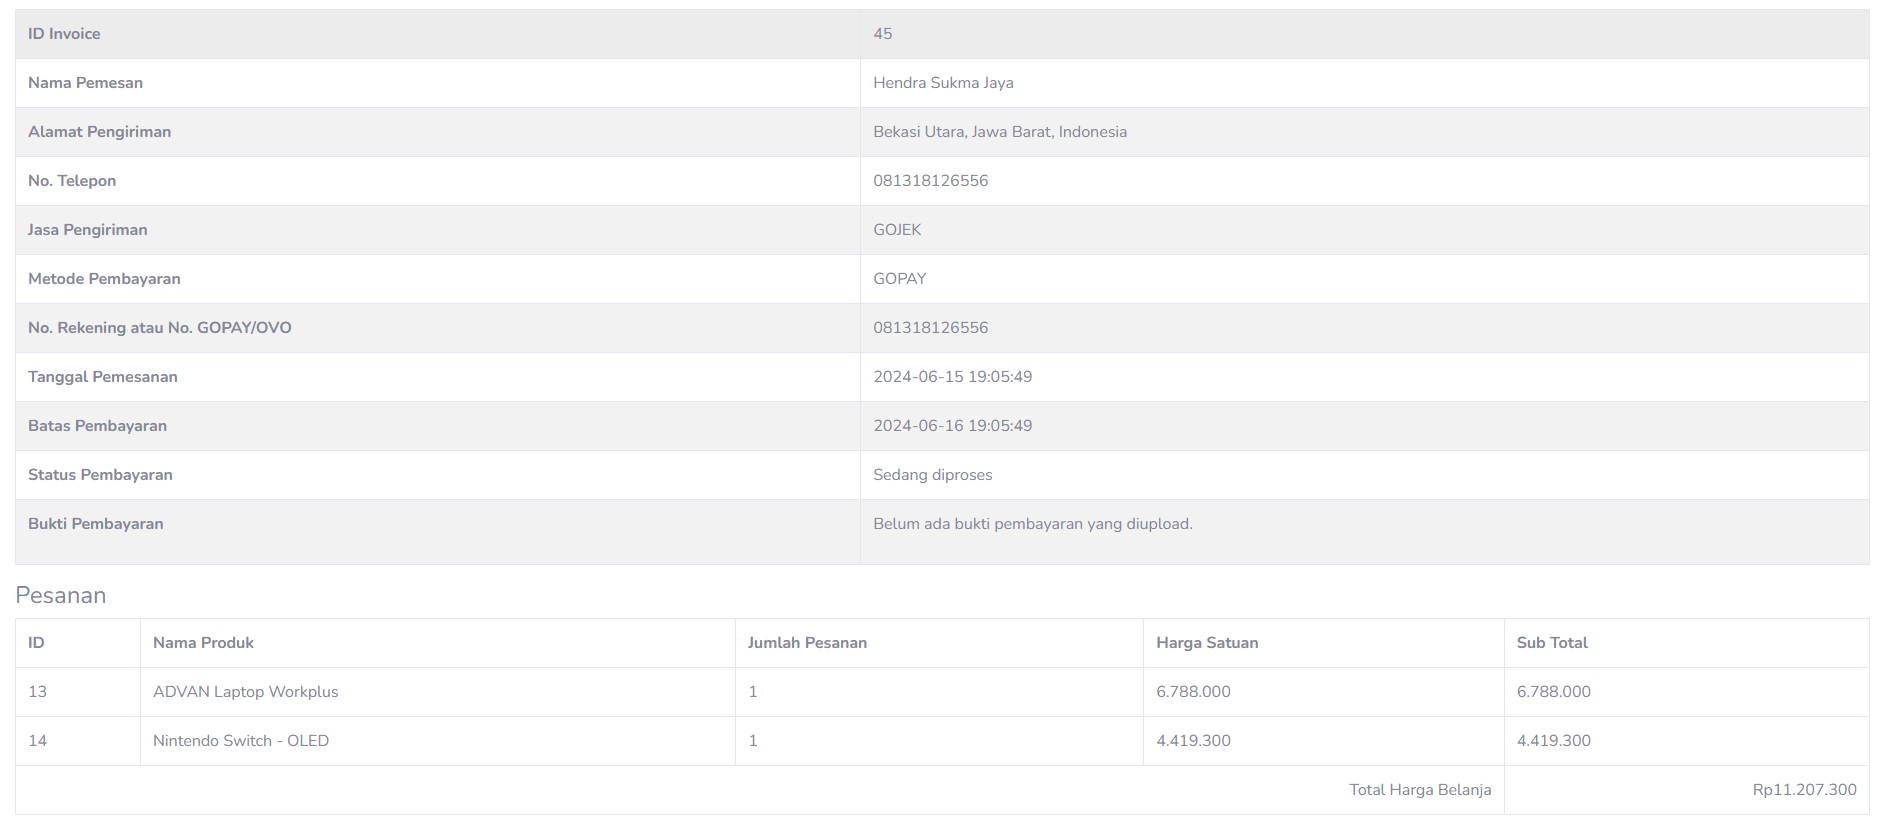 ID Invoice 45
Nama Pemesan Hendra Sukma Jaya
Alamat Pengiriman Bekasi Utara, Jawa Barat, Indonesia
No. Telepon 081318126556
Jasa Pengiriman GOJEK
Metode Pembayaran GOPAY
No. Rekening atau No. GOPAY/OVO 081318126556
Tanggal Pemesanan 2024-06-15 19:05:49
Batas Pembayaran 2024-06-16 19:05:49
Status Pembayaran Sedang diproses
Bukti Pembayaran Belum ada bukti pembayaran yang diupload.
Pesanan
ID Nama Produk Jumlah Pesanan Harga Satuan Sub Total
13 ADVAN Laptop Workplus 1 6.788.000 6.788.000
14 Nintendo Switch - OLED 1 4.419.300 4.419.300
Total Harga Belanja Rp11.207.300